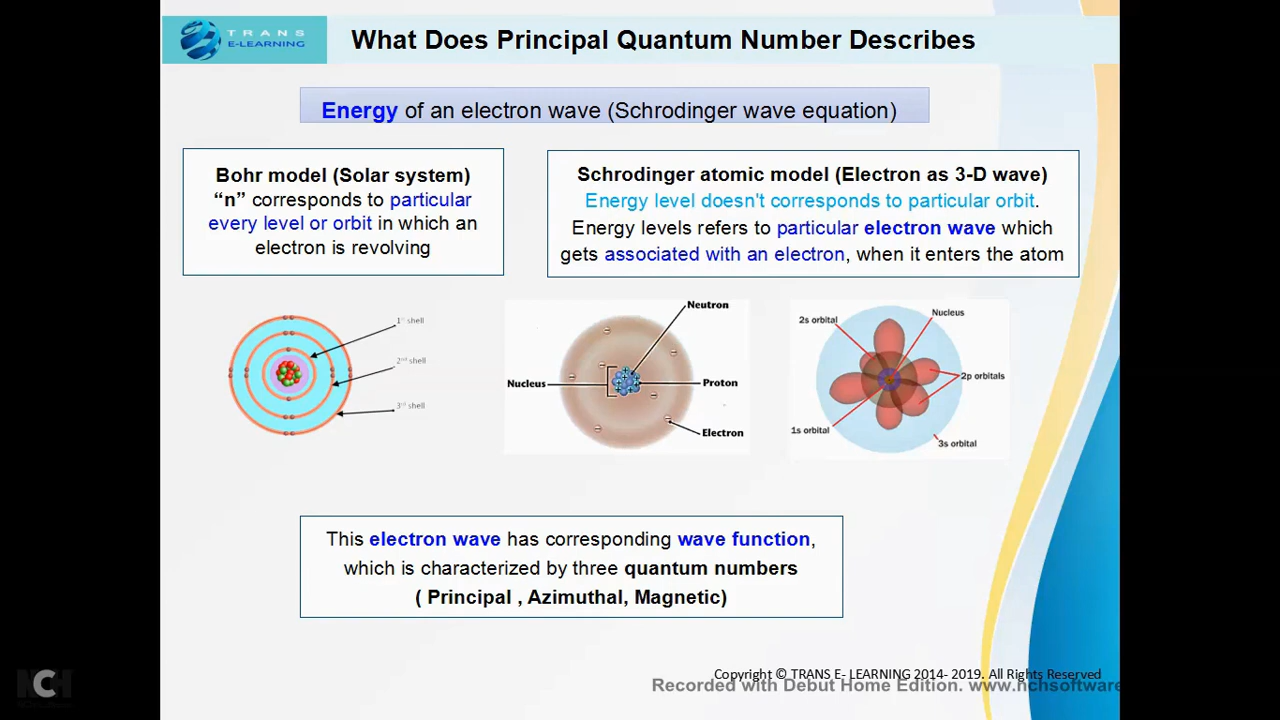 TRANS
E-LEARNING
What Does Principal Quantum Number Describes
Energy of an electron wave (Schrodinger wave equation)
Bohr model (Solar system)
“n” corresponds to particular
every level or orbit in which an
electron is revolving
Schrodinger atomic model (Electron as 3-D wave)
Energy level doesn't corresponds to particular orbit.
Energy levels refers to particular electron wave which
gets associated with an electron, when it enters the atom
1st shell
2nd shell
3rd shell
Neutron
Nucleus
Proton
Electron
2s orbital
Nucleus
2p orbitals
1s orbital
3s orbital
This electron wave has corresponding wave function,
which is characterized by three quantum numbers
( Principal , Azimuthal, Magnetic)
Copyright © TRANS E- LEARNING 2014- 2019. All Rights Reserved
Recorded with Debut Home Edition. www.nchsoftware
NCH